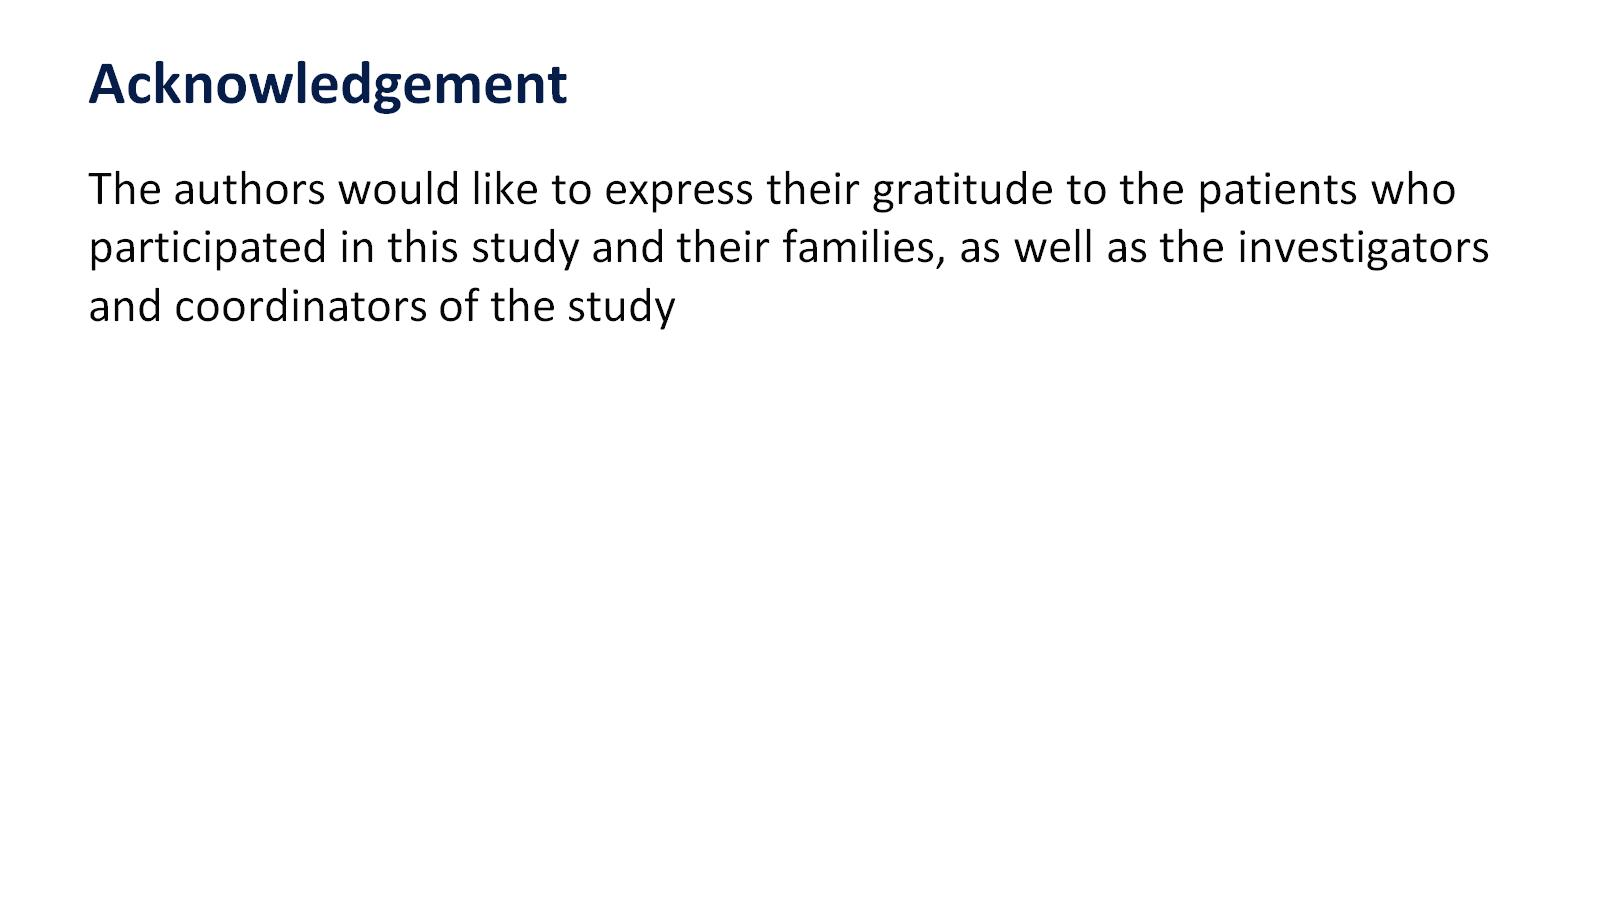 Acknowledgement
The authors would like to express their gratitude to the patients who
participated in this study and their families, as well as the investigators
and coordinators of the study